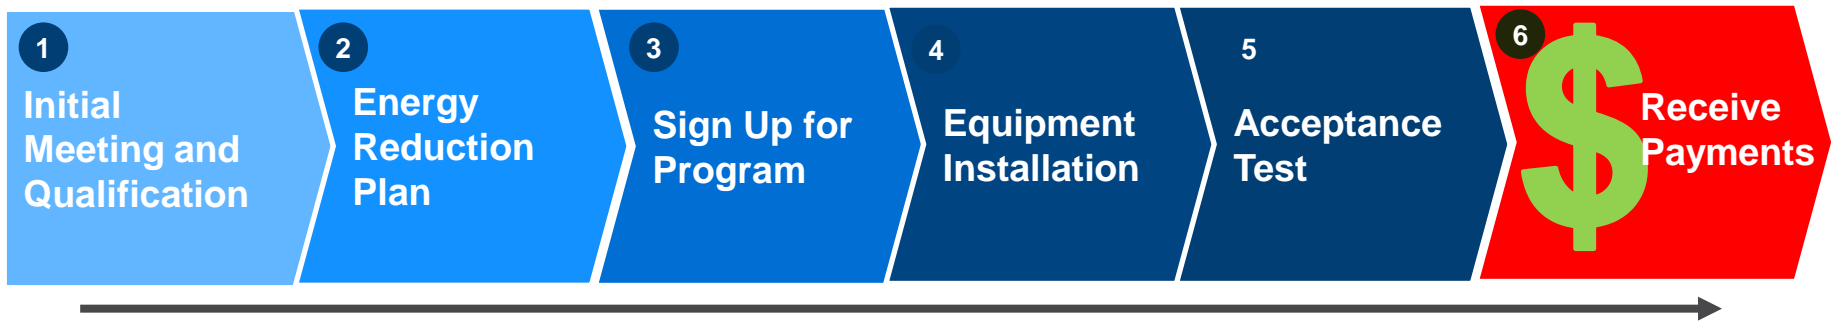 1
Initial
Meeting and
Qualification
2
Energy
Reduction
Plan
3
Sign Up for
Program
4
Equipment
Installation
5
Acceptance
Test
6
$
Receive
Payments